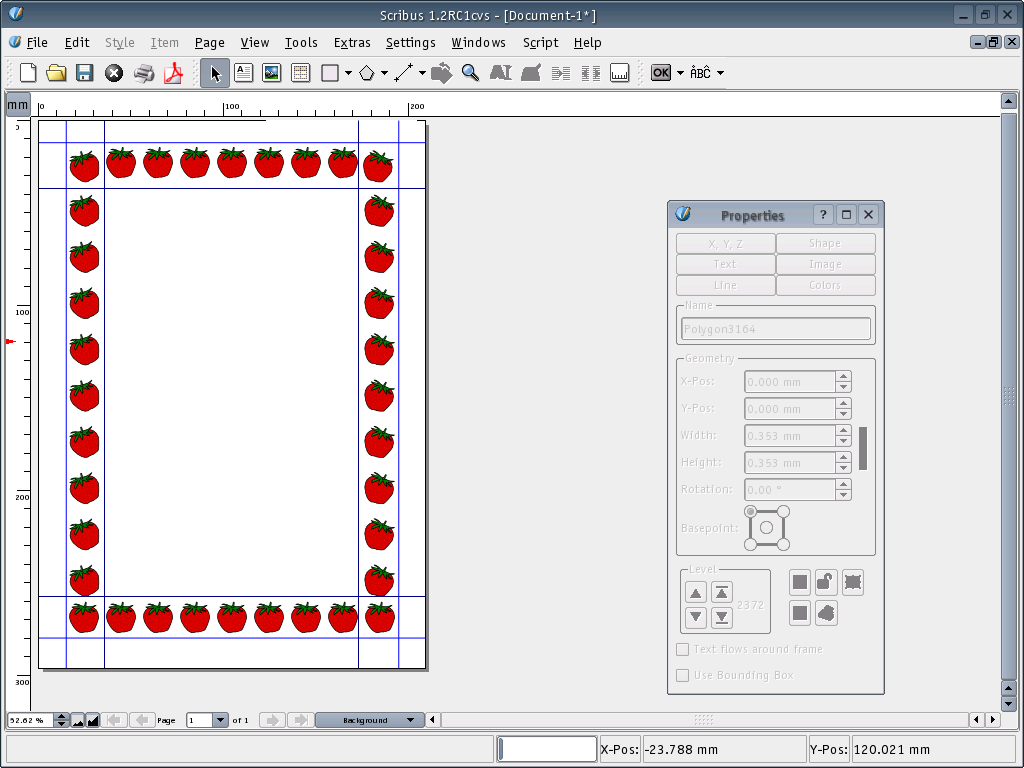 Scribus 1.2RC1cvs - [Document-1*]
File Edit Style Item Page View Tools Extras Settings Windows Script Help
OK ABC
mm 0 100 200
0
100
200
300
Properties ?
X, Y, Z Shape
Text Image
Line Colors
Name
Polygon3164
Geometry
X-Pos: 0.000 mm
Y-Pos: 0.000 mm
Width: 0.353 mm
Height: 0.353 mm
Rotation: 0.00 °
Basepoint:
Level
2372
Text flows around frame
Use Bounding Box
52.62 % Page 1 of 1 Background
X-Pos: -23.788 mm Y-Pos: 120.021 mm